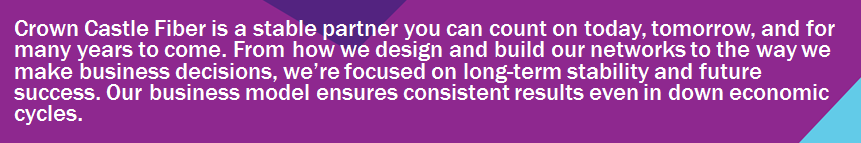 Crown Castle Fiber is a stable partner you can count on today, tomorrow, and for
many years to come. From how we design and build our networks to the way we
make business decisions, we’re focused on long-term stability and future
success. Our business model ensures consistent results even in down economic
cycles.